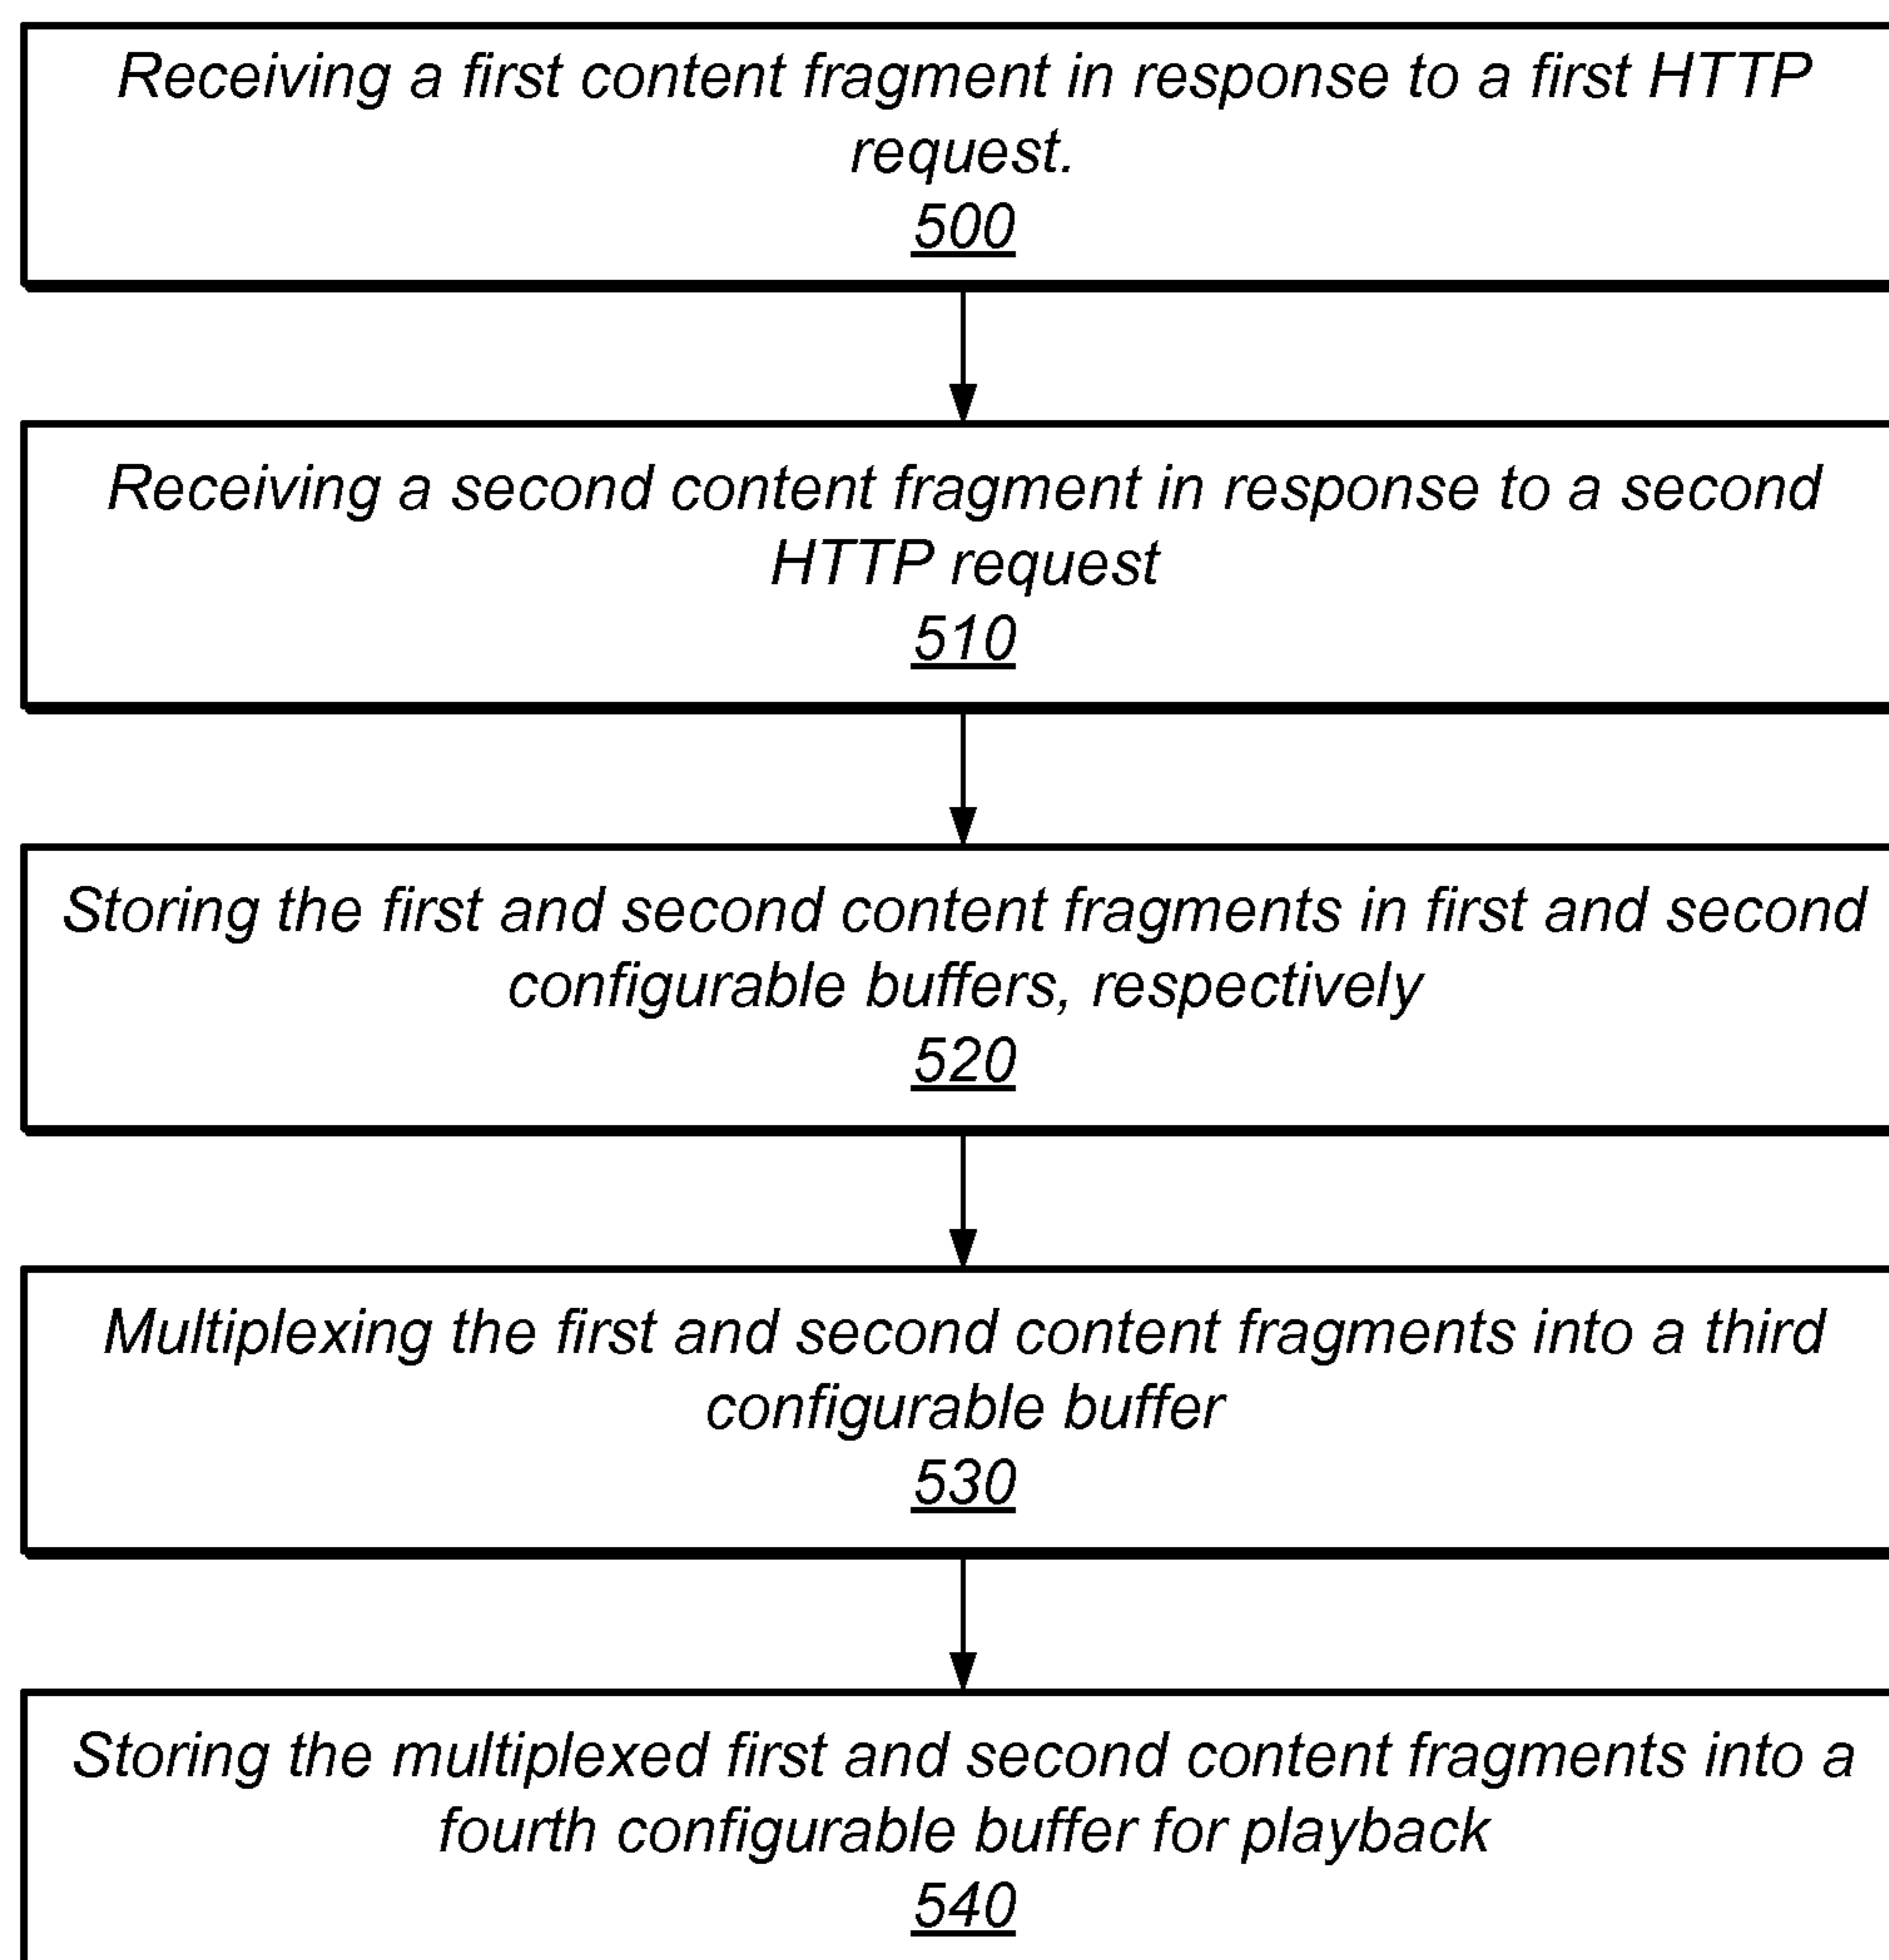 Receiving a first content fragment in response to a first HTTP
request.
500
Receiving a second content fragment in response to a second
HTTP request
510
Storing the first and second content fragments in first and second
configurable buffers, respectively
520
Multiplexing the first and second content fragments into a third
configurable buffer
530
Storing the multiplexed first and second content fragments into a
fourth configurable buffer for playback
540